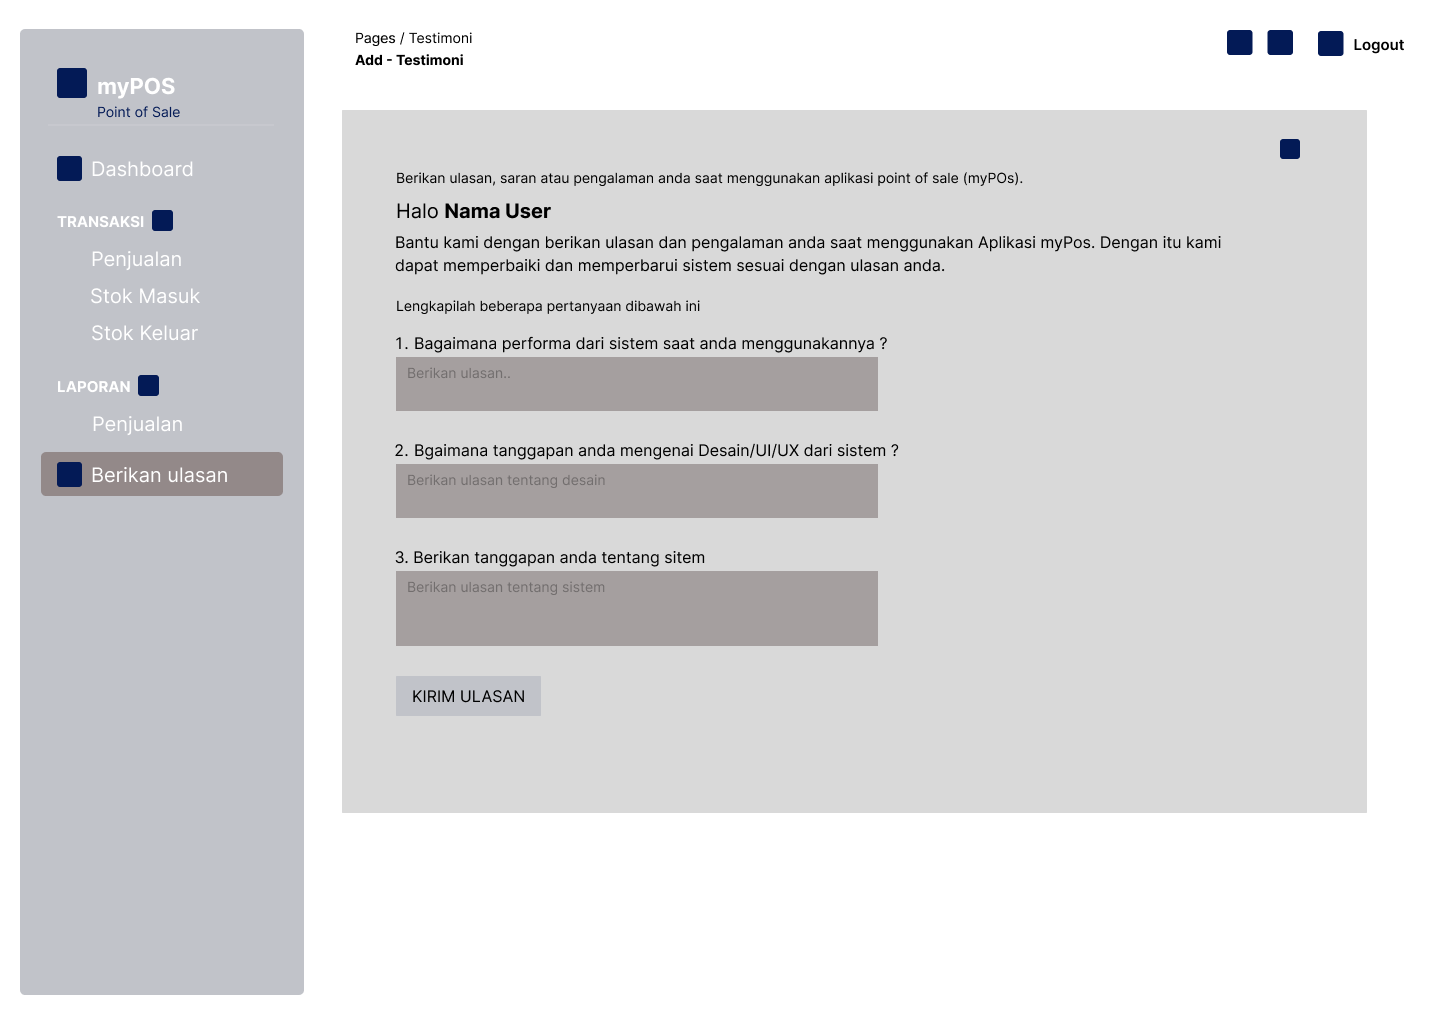 myPOS
Point of Sale
Dashboard
TRANSAKSI
Penjualan
Stok Masuk
Stok Keluar
LAPORAN
Penjualan
Berikan ulasan
Pages / Testimoni
Add - Testimoni
Logout
Berikan ulasan, saran atau pengalaman anda saat menggunakan aplikasi point of sale (myPOs).
Halo Nama User
Bantu kami dengan berikan ulasan dan pengalaman anda saat menggunakan Aplikasi myPos. Dengan itu kami
dapat memperbaiki dan memperbarui sistem sesuai dengan ulasan anda.
Lengkapilah beberapa pertanyaan dibawah ini
1. Bagaimana performa dari sistem saat anda menggunakannya ?
Berikan ulasan..
2. Bgaimana tanggapan anda mengenai Desain/UI/UX dari sistem ?
Berikan ulasan tentang desain
3. Berikan tanggapan anda tentang sitem
Berikan ulasan tentang sistem
KIRIM ULASAN